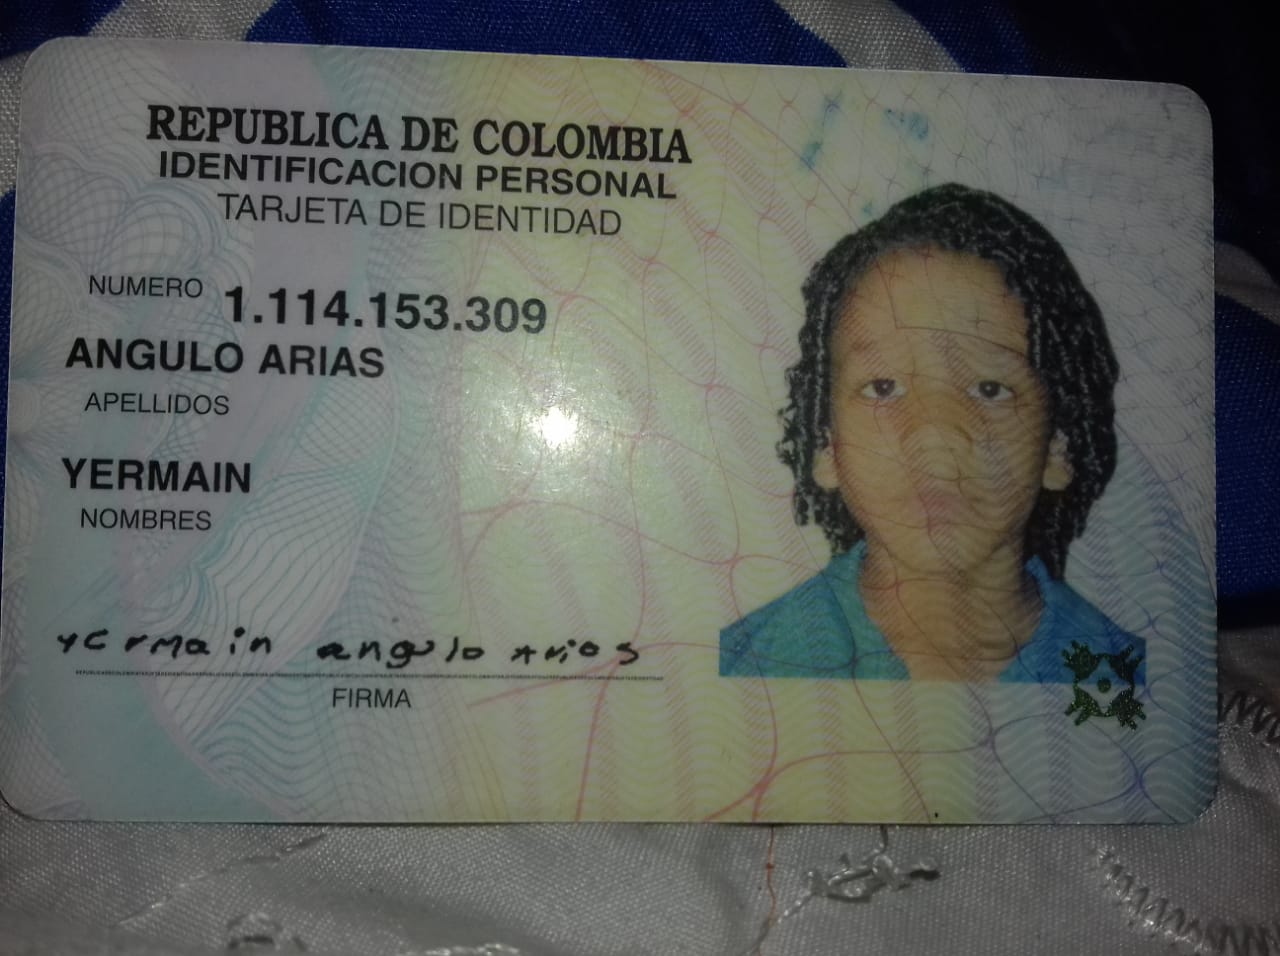 REPUBLICA DE COLOMBIA
IDENTIFICACION PERSONAL
TARJETA DE IDENTIDAD
NUMERO 1.114.153.309
ANGULO ARIAS
APELLIDOS
YERMAIN
NOMBRES
yermain angulo Arias
FIRMA